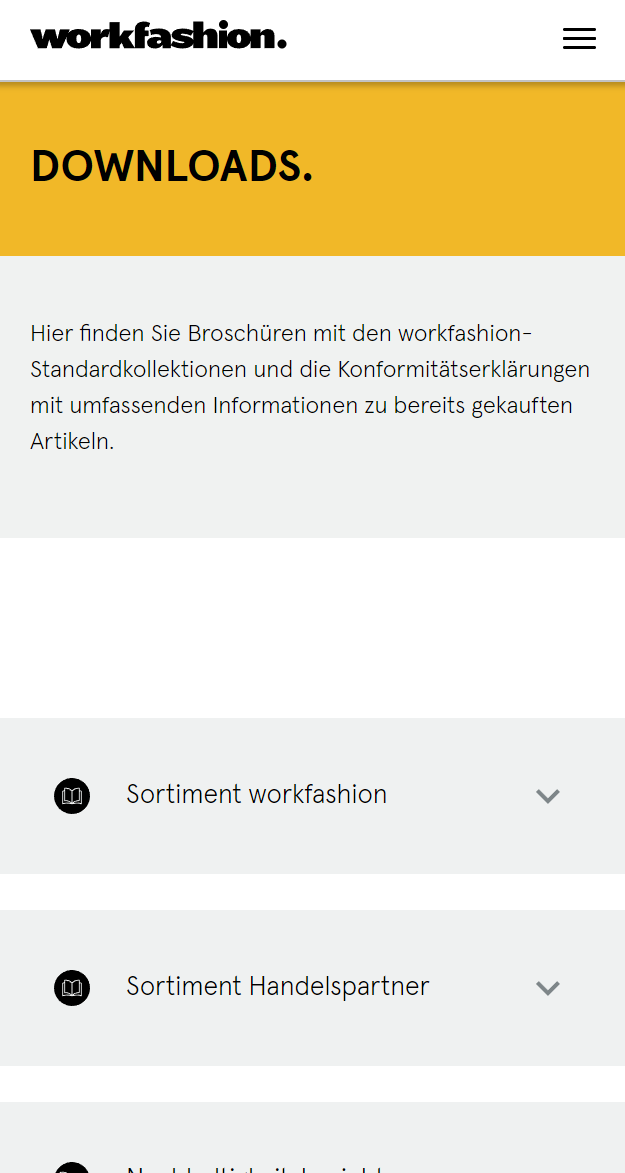 workfashion.
DOWNLOADS.
Hier finden Sie Broschüren mit den workfashion-
Standardkollektionen und die Konformitätserklärungen
mit umfassenden Informationen zu bereits gekauften
Artikeln.
Sortiment workfashion
Sortiment Handelspartner